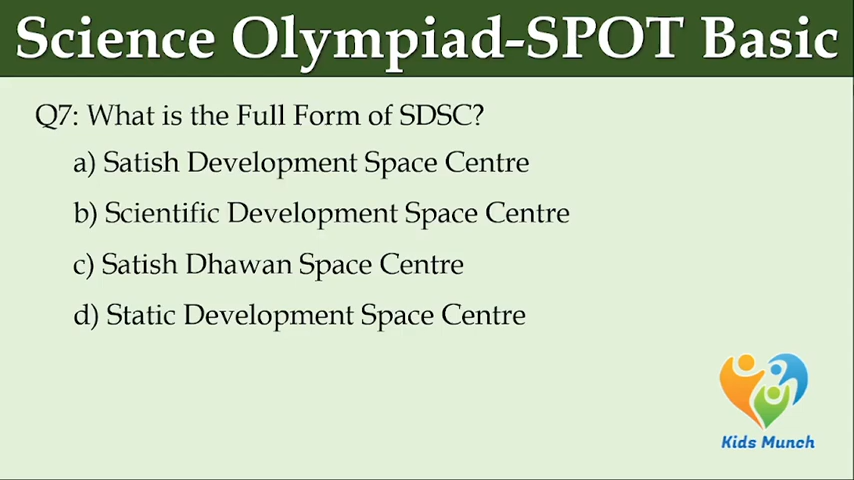 Science Olympiad-SPOT Basic
Q7: What is the Full Form of SDSC?
a) Satish Development Space Centre
b) Scientific Development Space Centre
c) Satish Dhawan Space Centre
d) Static Development Space Centre
Kids Munch